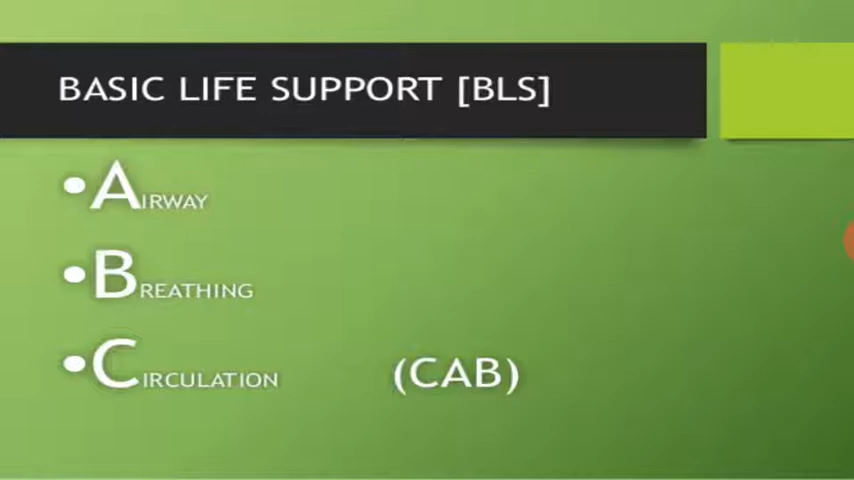 BASIC LIFE SUPPORT [BLS]
•AIRWAY
•BREATHING
•CIRCULATION (CAB)